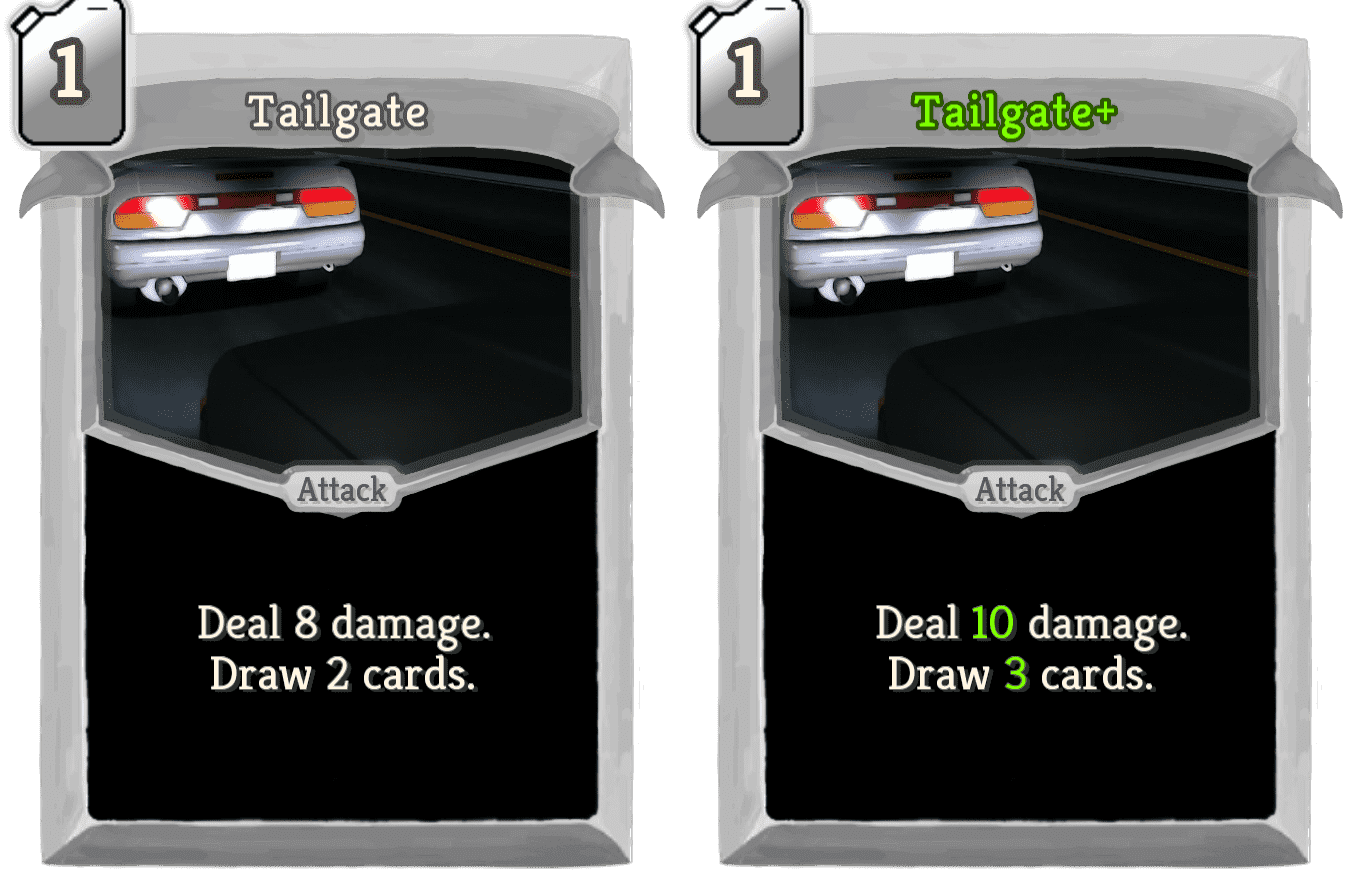 1
Tailgate
Attack
Deal 8 damage.
Draw 2 cards.
1
Tailgate+
Attack
Deal 10 damage.
Draw 3 cards.